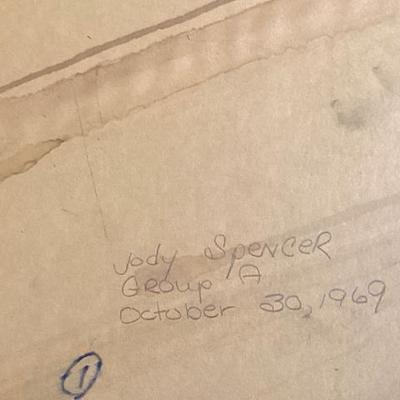 Jody Spencer
Group A
October 30, 1969
1